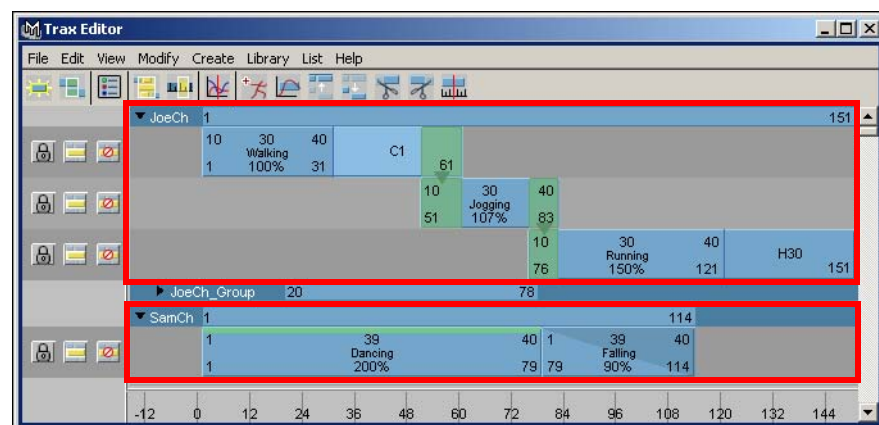 Trax Editor
File Edit View Modify Create Library List Help
JoeCh 1 151
10 30 40
Walking C1
1 100% 31 61
10 30 40
Jogging
51 107% 83
10 30 40
Running H30
76 150% 121 151
JoeCh_Group 20 78
SamCh 1 114
1 39 40 1 39 40
Dancing Falling
1 200% 79 79 90% 114
-12 0 12 24 36 48 60 72 84 96 108 120 132 144